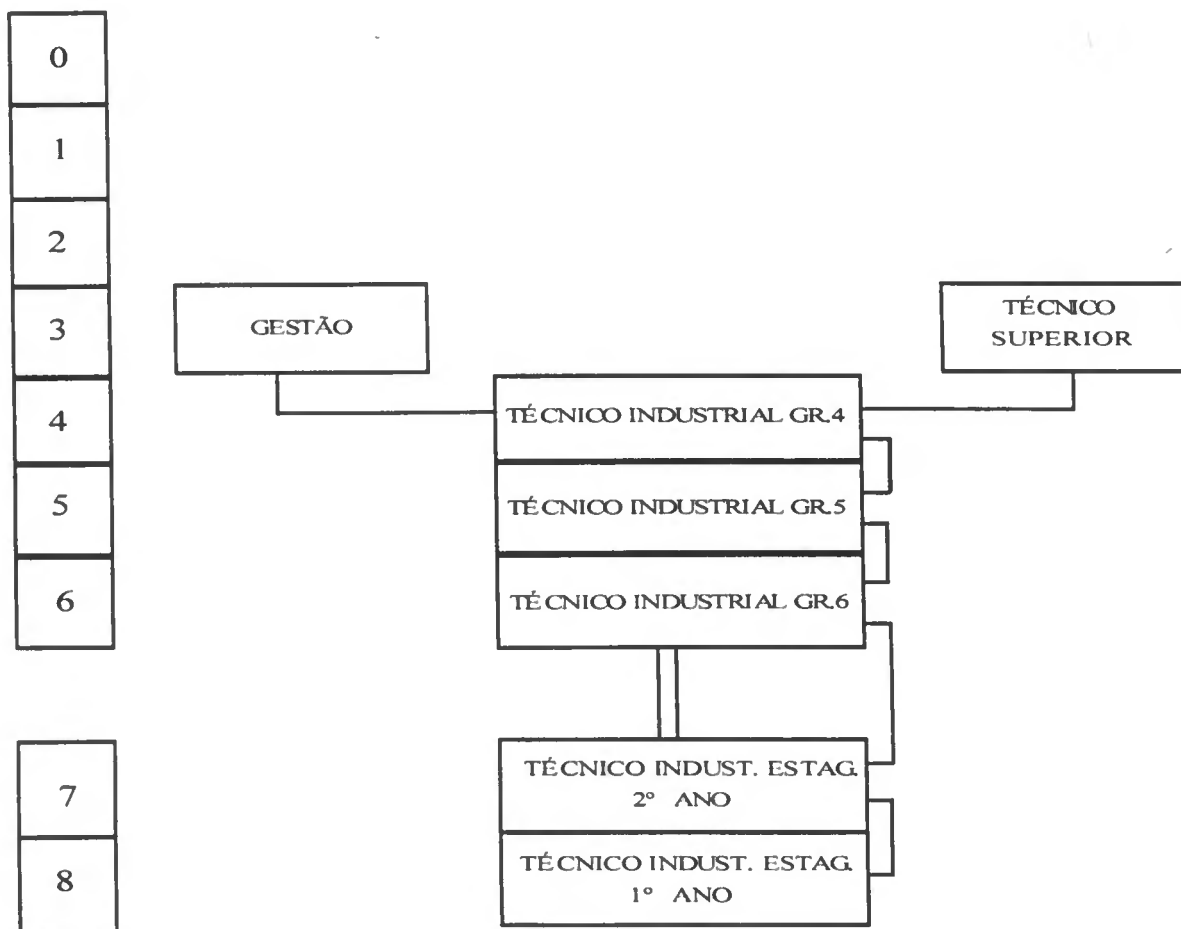 0
1
2
3
GESTÃO
TÉCNICO
SUPERIOR
4
TÉCNICO INDUSTRIAL GR.4
5
TÉCNICO INDUSTRIAL GR.5
6
TÉCNICO INDUSTRIAL GR.6
7
TÉCNICO INDUST. ESTAG.
2º ANO
8
TÉCNICO INDUST. ESTAG.
1º ANO